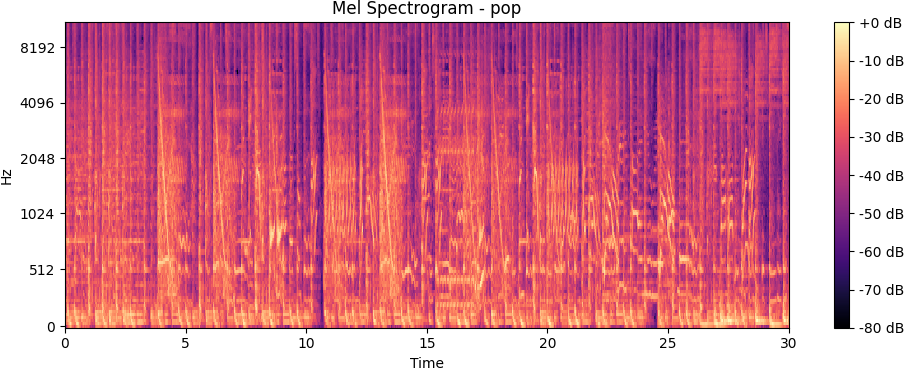 Mel Spectrogram - pop
Hz
8192
4096
2048
1024
512
0
0 5 10 15 20 25 30
Time
+0 dB
-10 dB
-20 dB
-30 dB
-40 dB
-50 dB
-60 dB
-70 dB
-80 dB